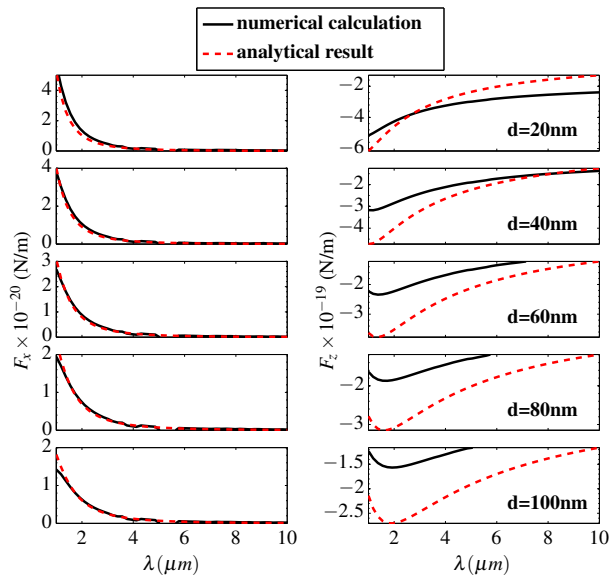 numerical calculation
analytical result
4
2
0
−2
−4
−6
d=20nm
4
2
0
−2
−3
−4
d=40nm
3
2
1
0
−2
−3
d=60nm
2
1
0
−2
−3
d=80nm
2
1
0
−1.5
−2
−2.5
d=100nm
2 4 6 8 10
2 4 6 8 10
λ(μm)
λ(μm)
F_x × 10^{−20} (N/m)
F_z × 10^{−19} (N/m)